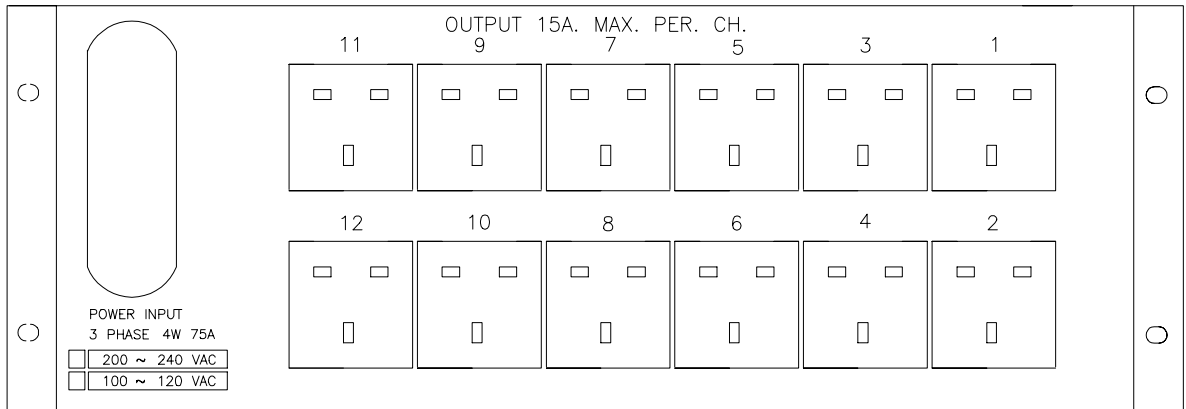 OUTPUT 15A. MAX. PER. CH.
11 9 7 5 3 1
12 10 8 6 4 2
POWER INPUT
3 PHASE 4W 75A
200 ~ 240 VAC
100 ~ 120 VAC